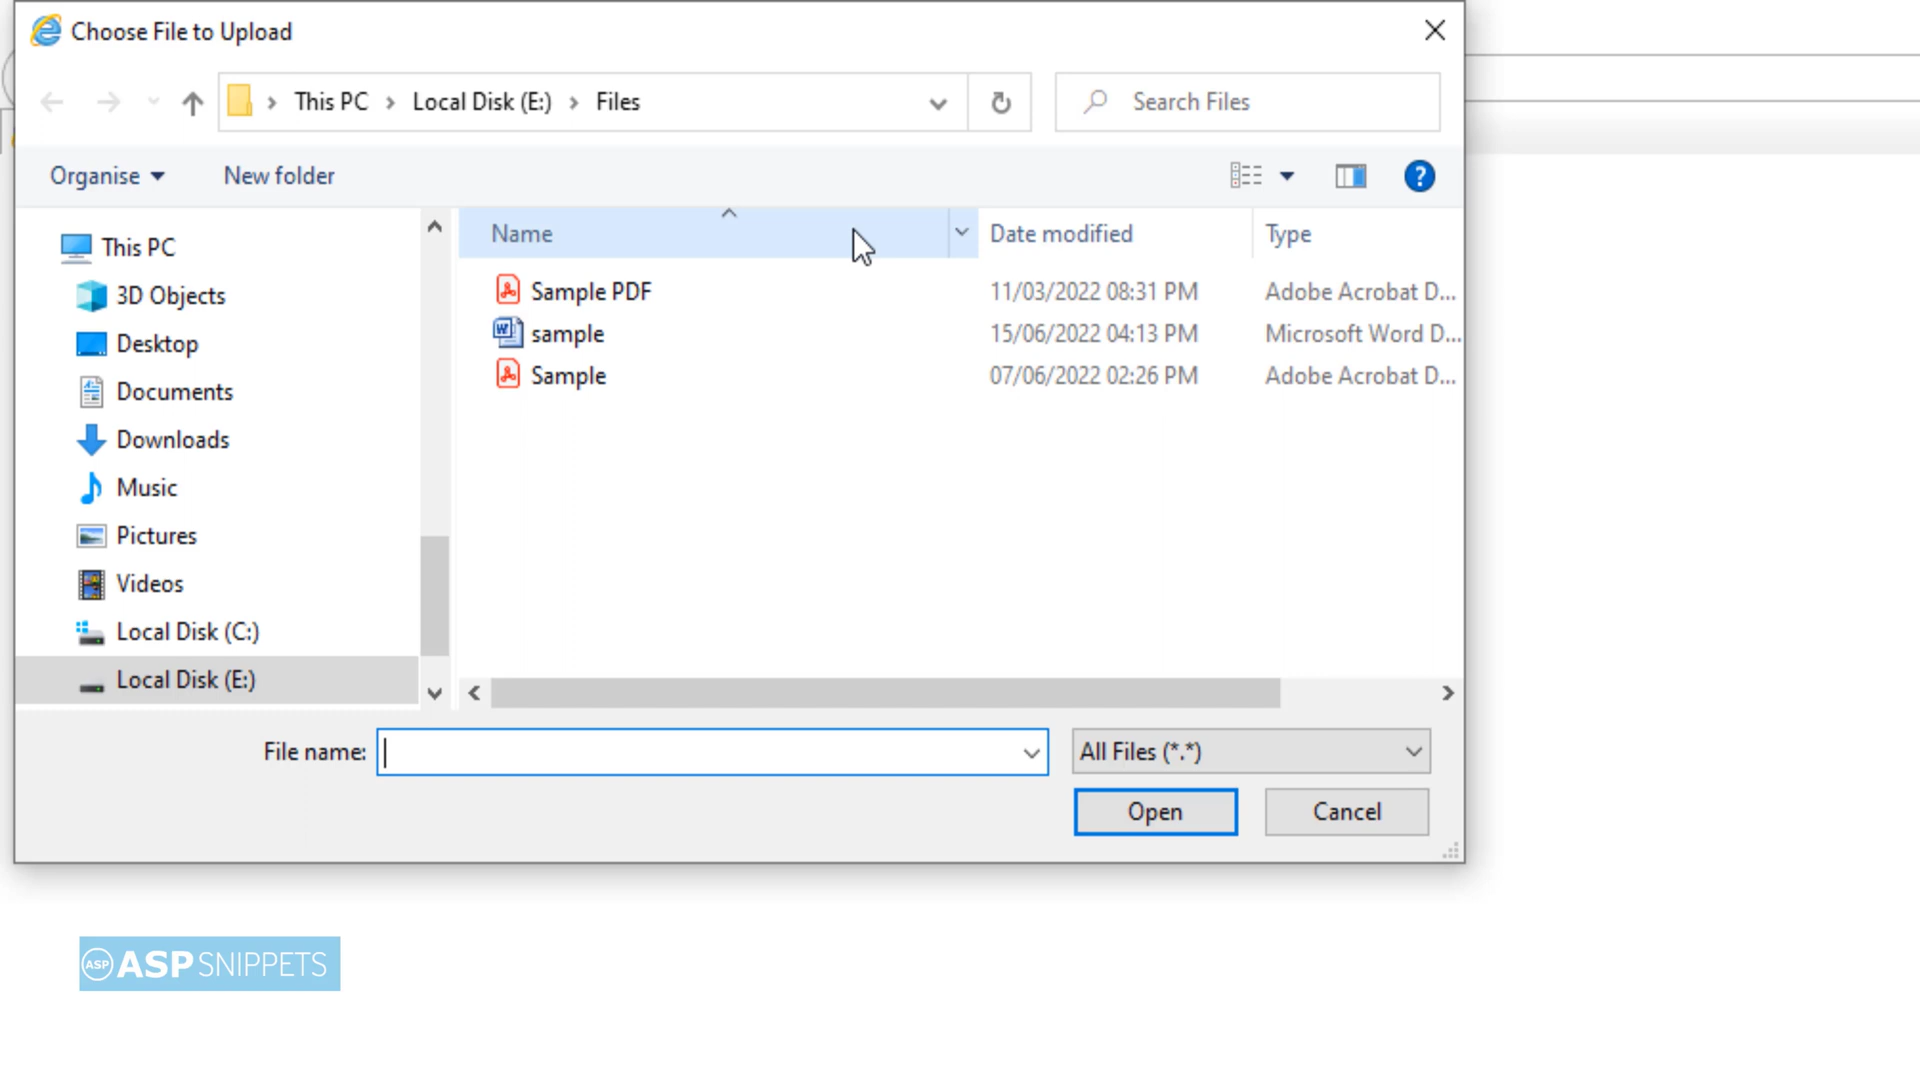 Choose File to Upload
This PC Local Disk (E:) Files
Search Files
Organise
New folder
?
This PC
3D Objects
Desktop
Documents
Downloads
Music
Pictures
Videos
Local Disk (C:)
Local Disk (E:)
Name Date modified Type
Sample PDF 11/03/2022 08:31 PM Adobe Acrobat D...
sample 15/06/2022 04:13 PM Microsoft Word D...
Sample 07/06/2022 02:26 PM Adobe Acrobat D...
File name:
All Files (*.*)
Open
Cancel
ASP ASPSNIPPETS